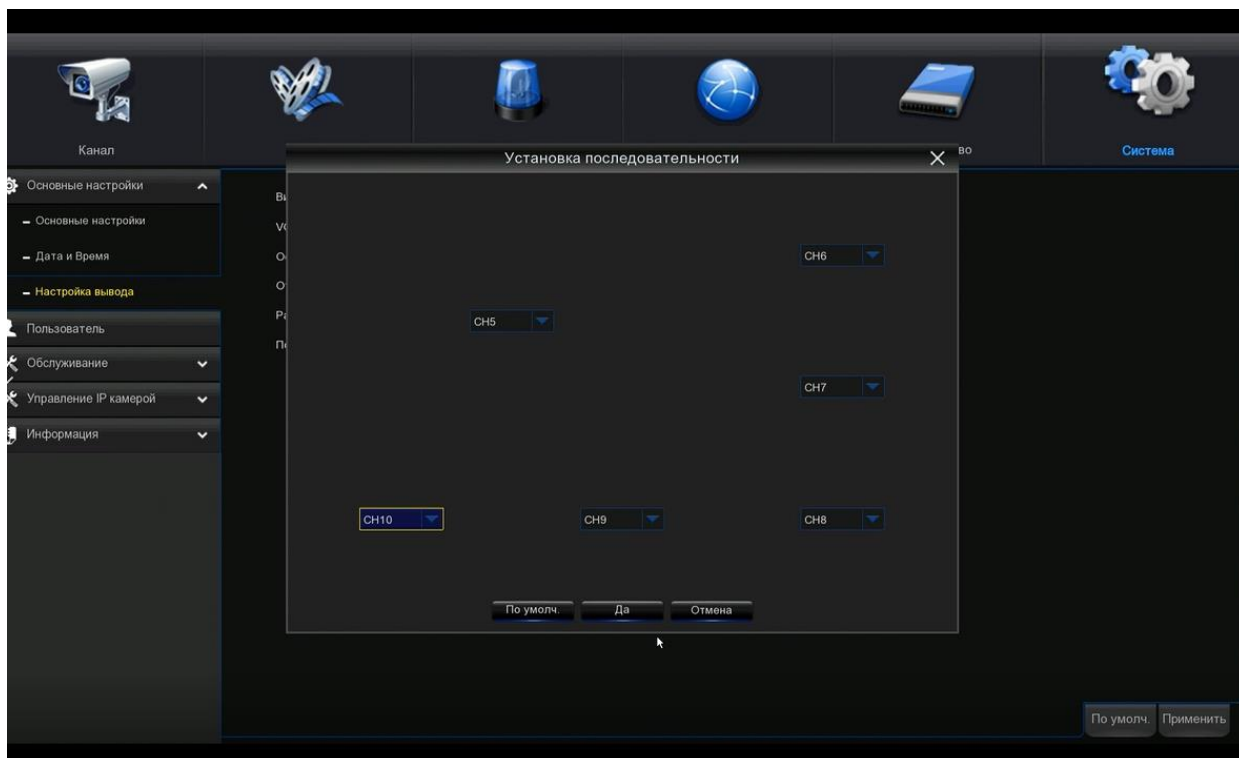 Канал
во
Система
Установка последовательности
Основные настройки
Основные настройки
Дата и Время
Настройка вывода
Пользователь
Обслуживание
Управление IP камерой
Информация
CH6
CH5
CH7
CH10
CH9
CH8
По умолч.
Да
Отмена
По умолч.
Применить